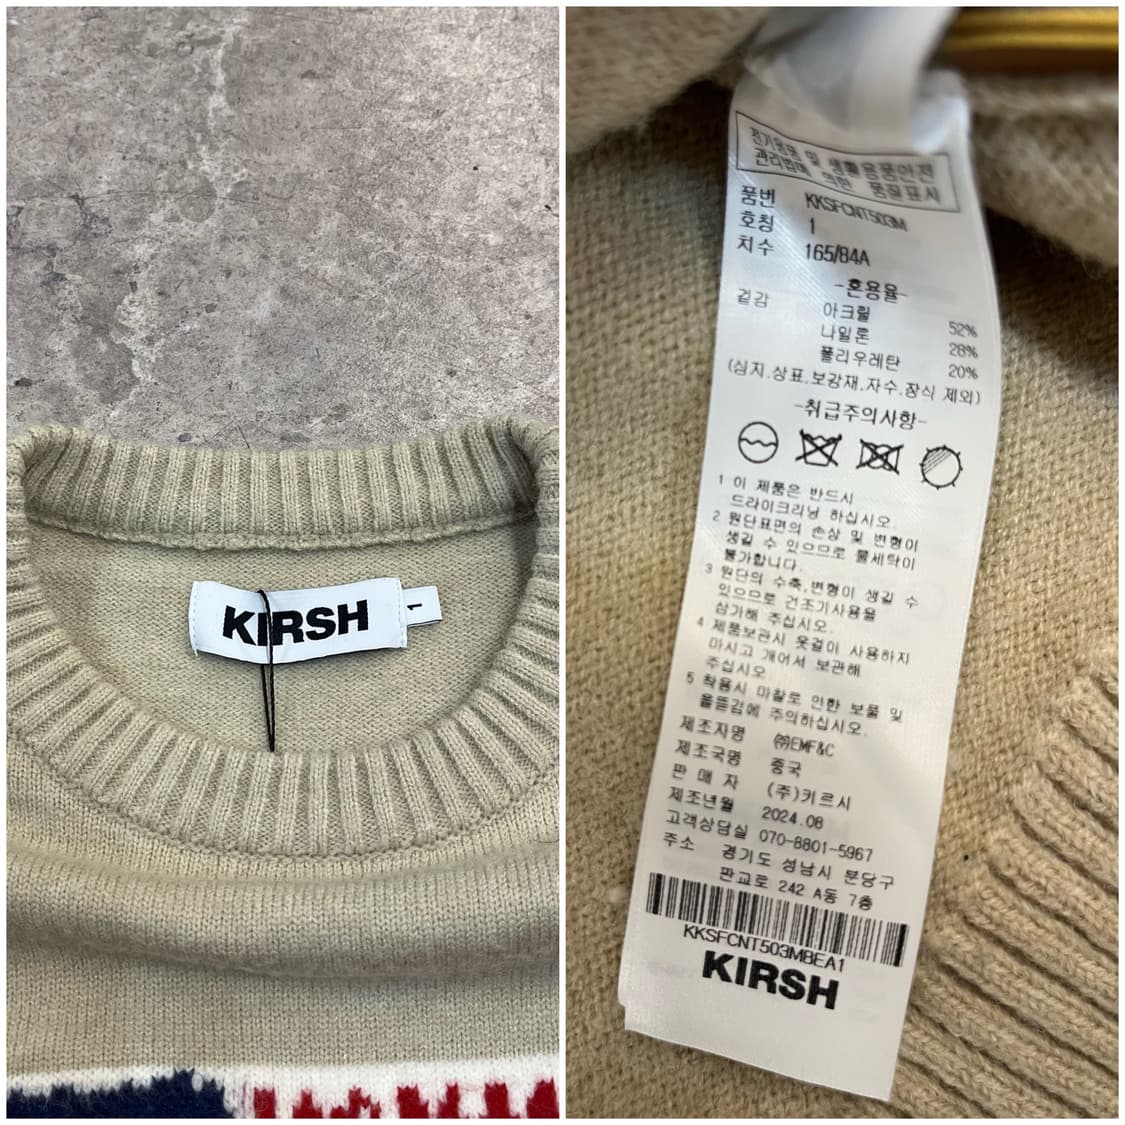 KIRSH
1
전기용품 및 생활용품안전
관리법에 의한 품질표시
품번 KKSFCNT503M
호칭 1
치수 165/84A
-혼용율-
겉감 아크릴 52%
나일론 28%
폴리우레탄 20%
(심지,상표,보강재,자수,장식 제외)
-취급주의사항-
1 이 제품은 반드시
드라이크리닝 하십시오.
2 원단표면의 손상 및 변형이
생길 수 있으므로 물세탁이
불가합니다.
3 원단의 수축,변형이 생길 수
있으므로 건조기사용을
삼가해 주십시오.
4 제품보관시 옷걸이 사용하지
마시고 개어서 보관해
주십시오
5 착용시 마찰로 인한 보풀 및
올뜯김에 주의하십시오.
제조자명 ㈜EMF&C
제조국명 중국
판 매 자 (주)키르시
제조년월 2024.08
고객상담실 070-8801-5967
주소 경기도 성남시 분당구
판교로 242 A동 7층
KKSFCNT503MBEA1
KIRSH